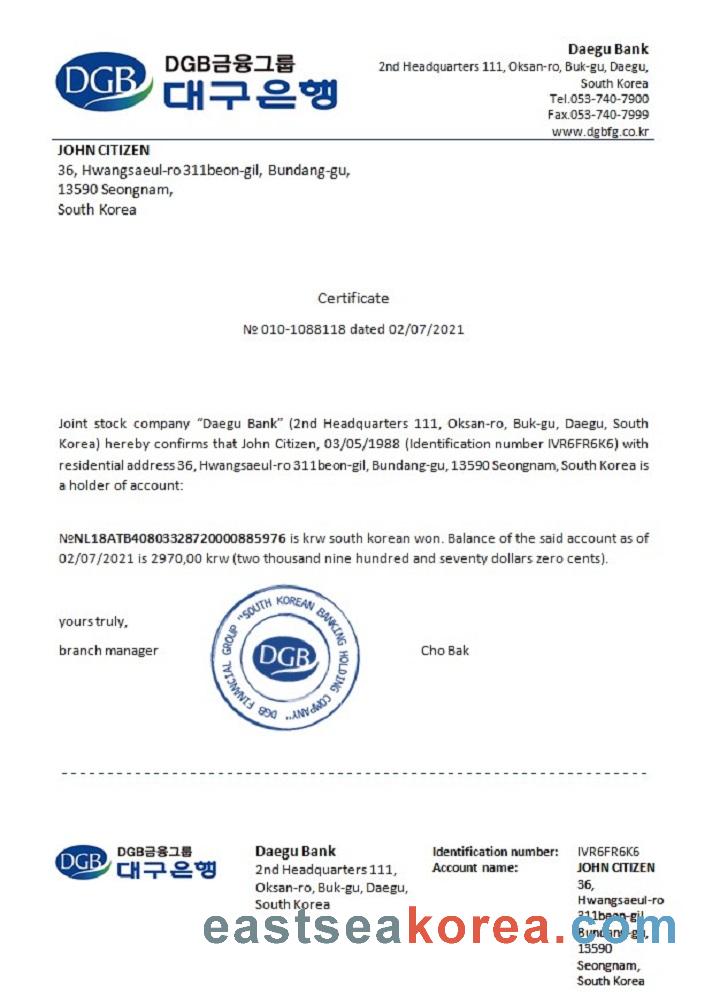 DGB
DGB금융그룹
대구은행
Daegu Bank
2nd Headquarters 111, Oksan-ro, Buk-gu, Daegu,
South Korea
Tel.053-740-7900
Fax.053-740-7999
www.dgbfg.co.kr
JOHN CITIZEN
36, Hwangsaeul-ro 311beon-gil, Bundang-gu,
13590 Seongnam,
South Korea
Certificate
№ 010-1088118 dated 02/07/2021
Joint stock company “Daegu Bank” (2nd Headquarters 111, Oksan-ro, Buk-gu, Daegu, South
Korea) hereby confirms that John Citizen, 03/05/1988 (Identification number IVR6FR6K6) with
residential address 36, Hwangsaeul-ro 311beon-gil, Bundang-gu, 13590 Seongnam, South Korea is
a holder of account:
№NL18ATB40803328720000885976 is krw south korean won. Balance of the said account as of
02/07/2021 is 2970,00 krw (two thousand nine hundred and seventy dollars zero cents).
yours truly,
branch manager
DGB FINANCIAL GROUP "SOUTH KOREAN BANKING HOLDING COMPANY"
DGB
Cho Bak
DGB
DGB금융그룹
대구은행
Daegu Bank
2nd Headquarters 111,
Oksan-ro, Buk-gu, Daegu,
South Korea
Identification number: IVR6FR6K6
Account name: JOHN CITIZEN
36,
Hwangsaeul-ro
311beon-gil,
Bundang-gu,
13590
Seongnam,
South Korea
eastseakorea.com